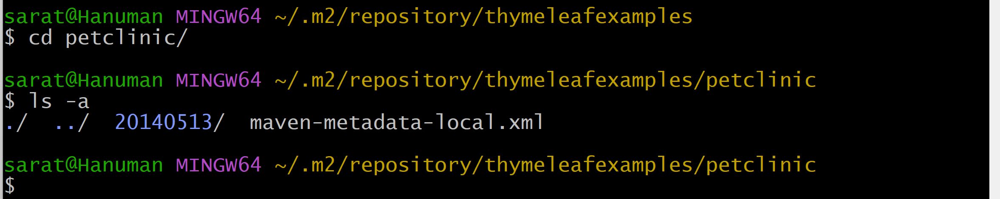 sarat@Hanuman MINGW64 ~/.m2/repository/thymeleafexamples
$ cd petclinic/
sarat@Hanuman MINGW64 ~/.m2/repository/thymeleafexamples/petclinic
$ ls -a
./  ../  20140513/  maven-metadata-local.xml
sarat@Hanuman MINGW64 ~/.m2/repository/thymeleafexamples/petclinic
$